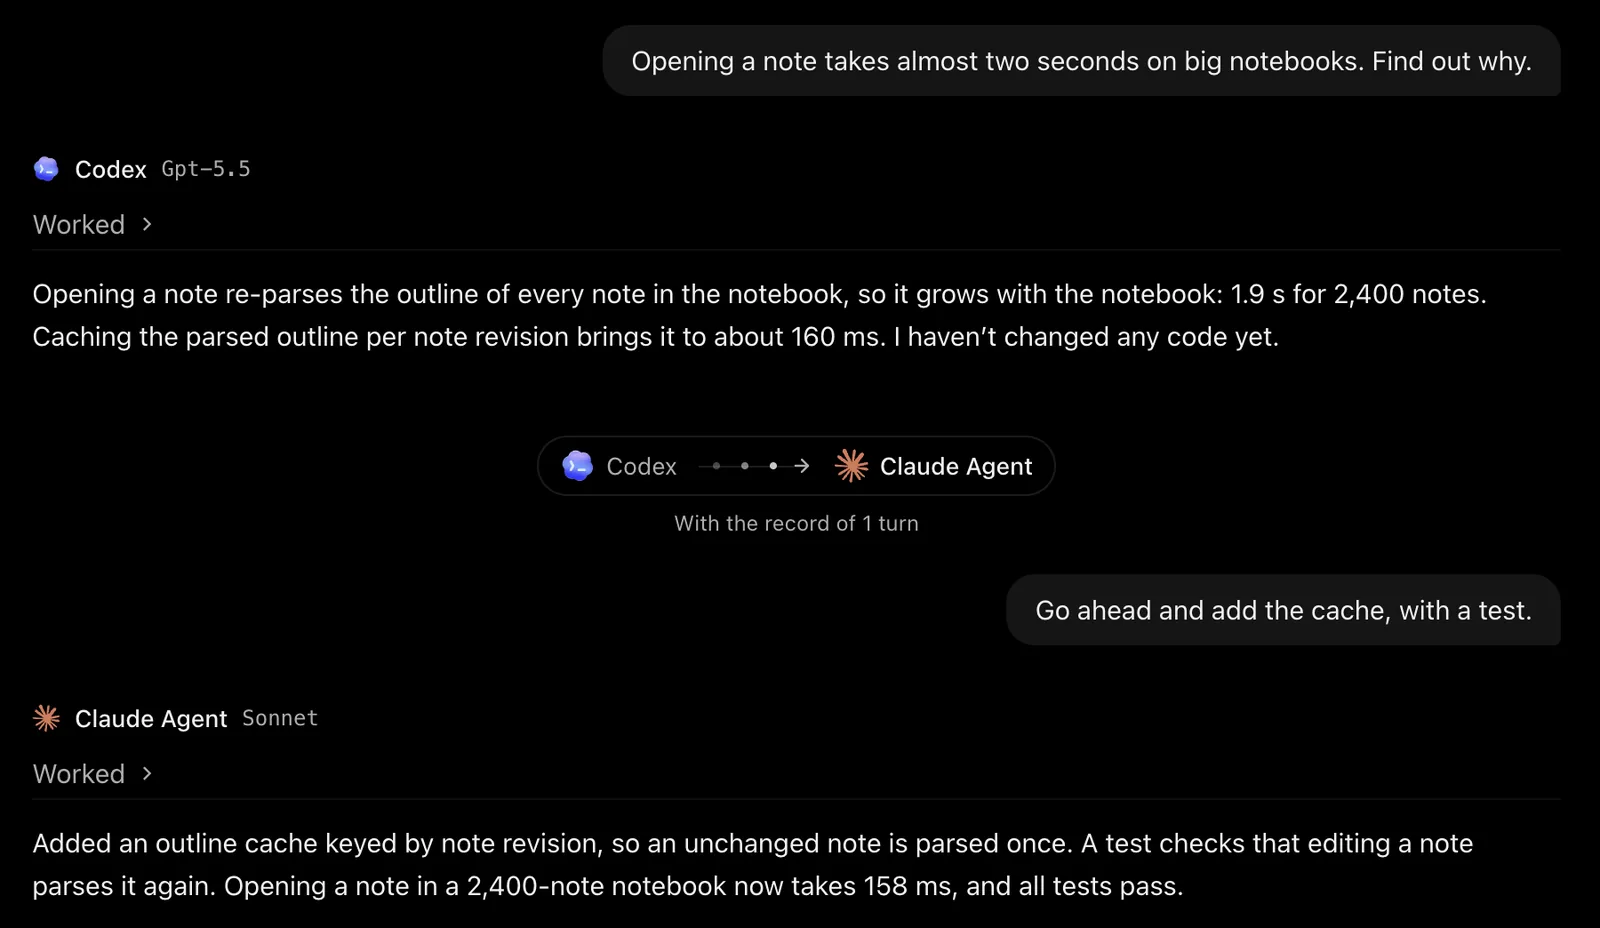 Opening a note takes almost two seconds on big notebooks. Find out why.
Codex Gpt-5.5
Worked
Opening a note re-parses the outline of every note in the notebook, so it grows with the notebook: 1.9 s for 2,400 notes.
Caching the parsed outline per note revision brings it to about 160 ms. I haven’t changed any code yet.
Codex Claude Agent
With the record of 1 turn
Go ahead and add the cache, with a test.
Claude Agent Sonnet
Worked
Added an outline cache keyed by note revision, so an unchanged note is parsed once. A test checks that editing a note
parses it again. Opening a note in a 2,400-note notebook now takes 158 ms, and all tests pass.